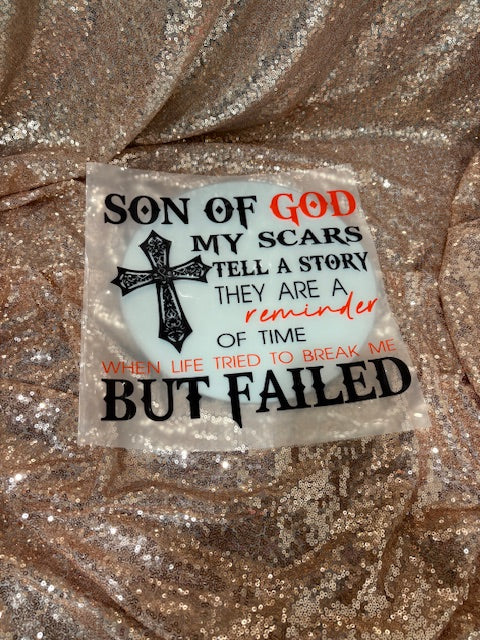 SON OF GOD
MY SCARS
TELL A STORY
THEY ARE A
reminder
OF TIME
WHEN LIFE TRIED TO BREAK ME
BUT FAILED